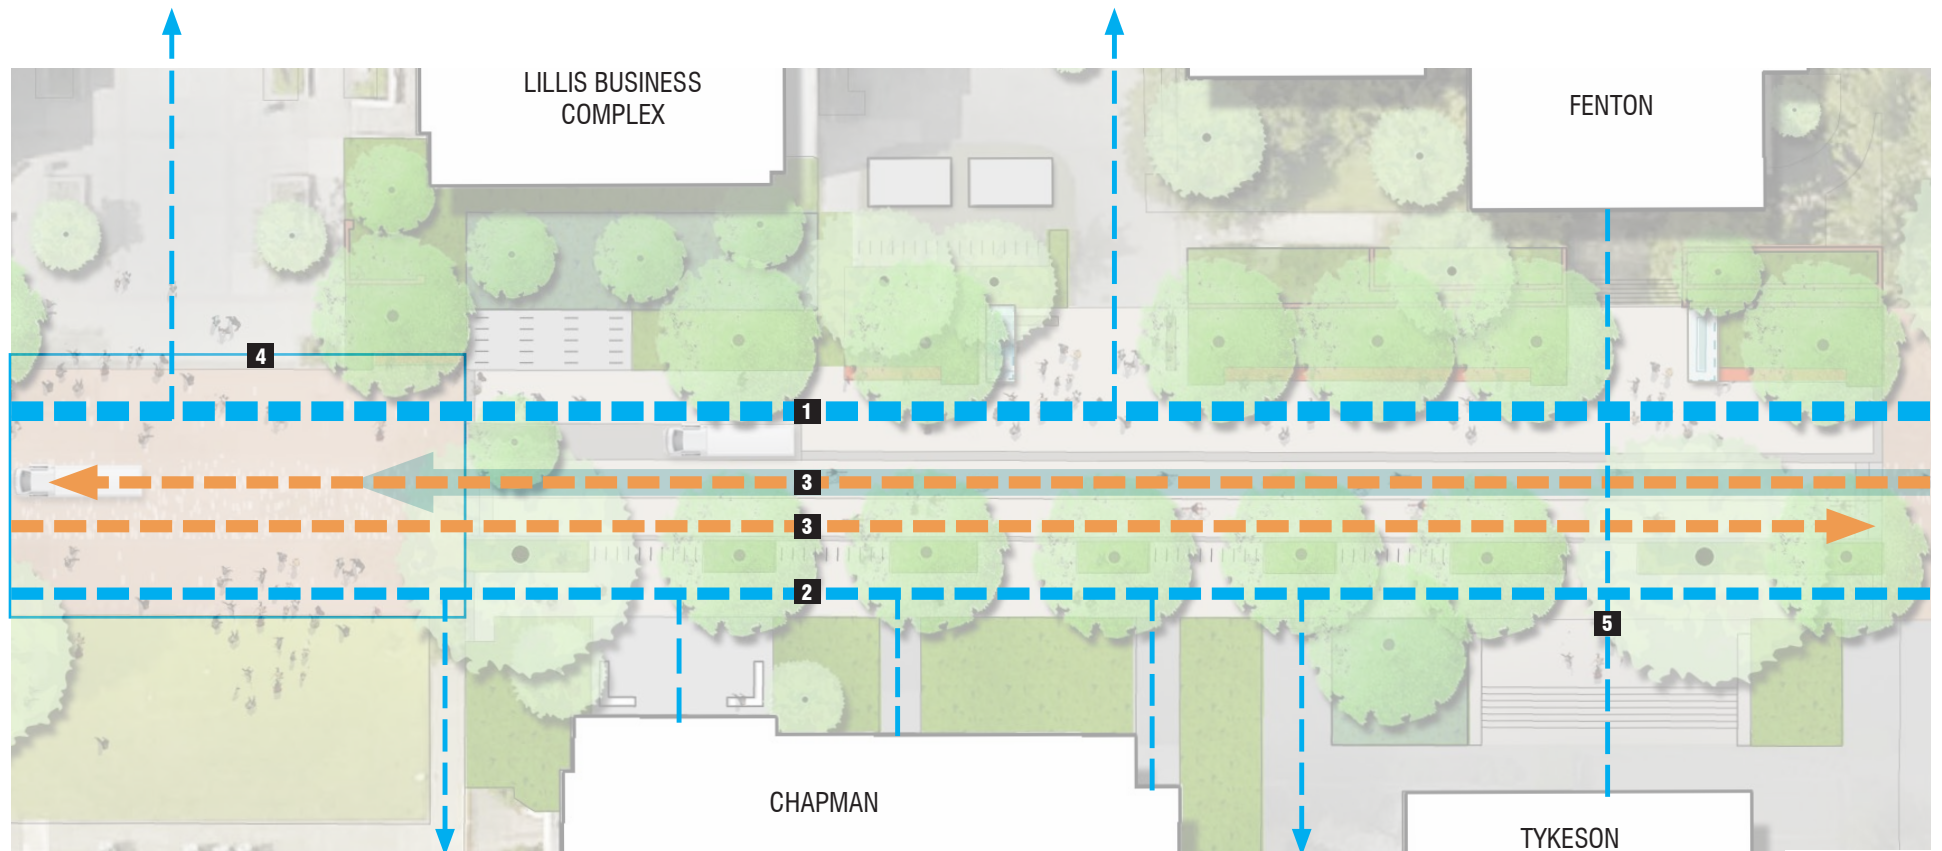 LILLIS BUSINESS
COMPLEX
FENTON
4
1
3
3
2
5
CHAPMAN
TYKESON